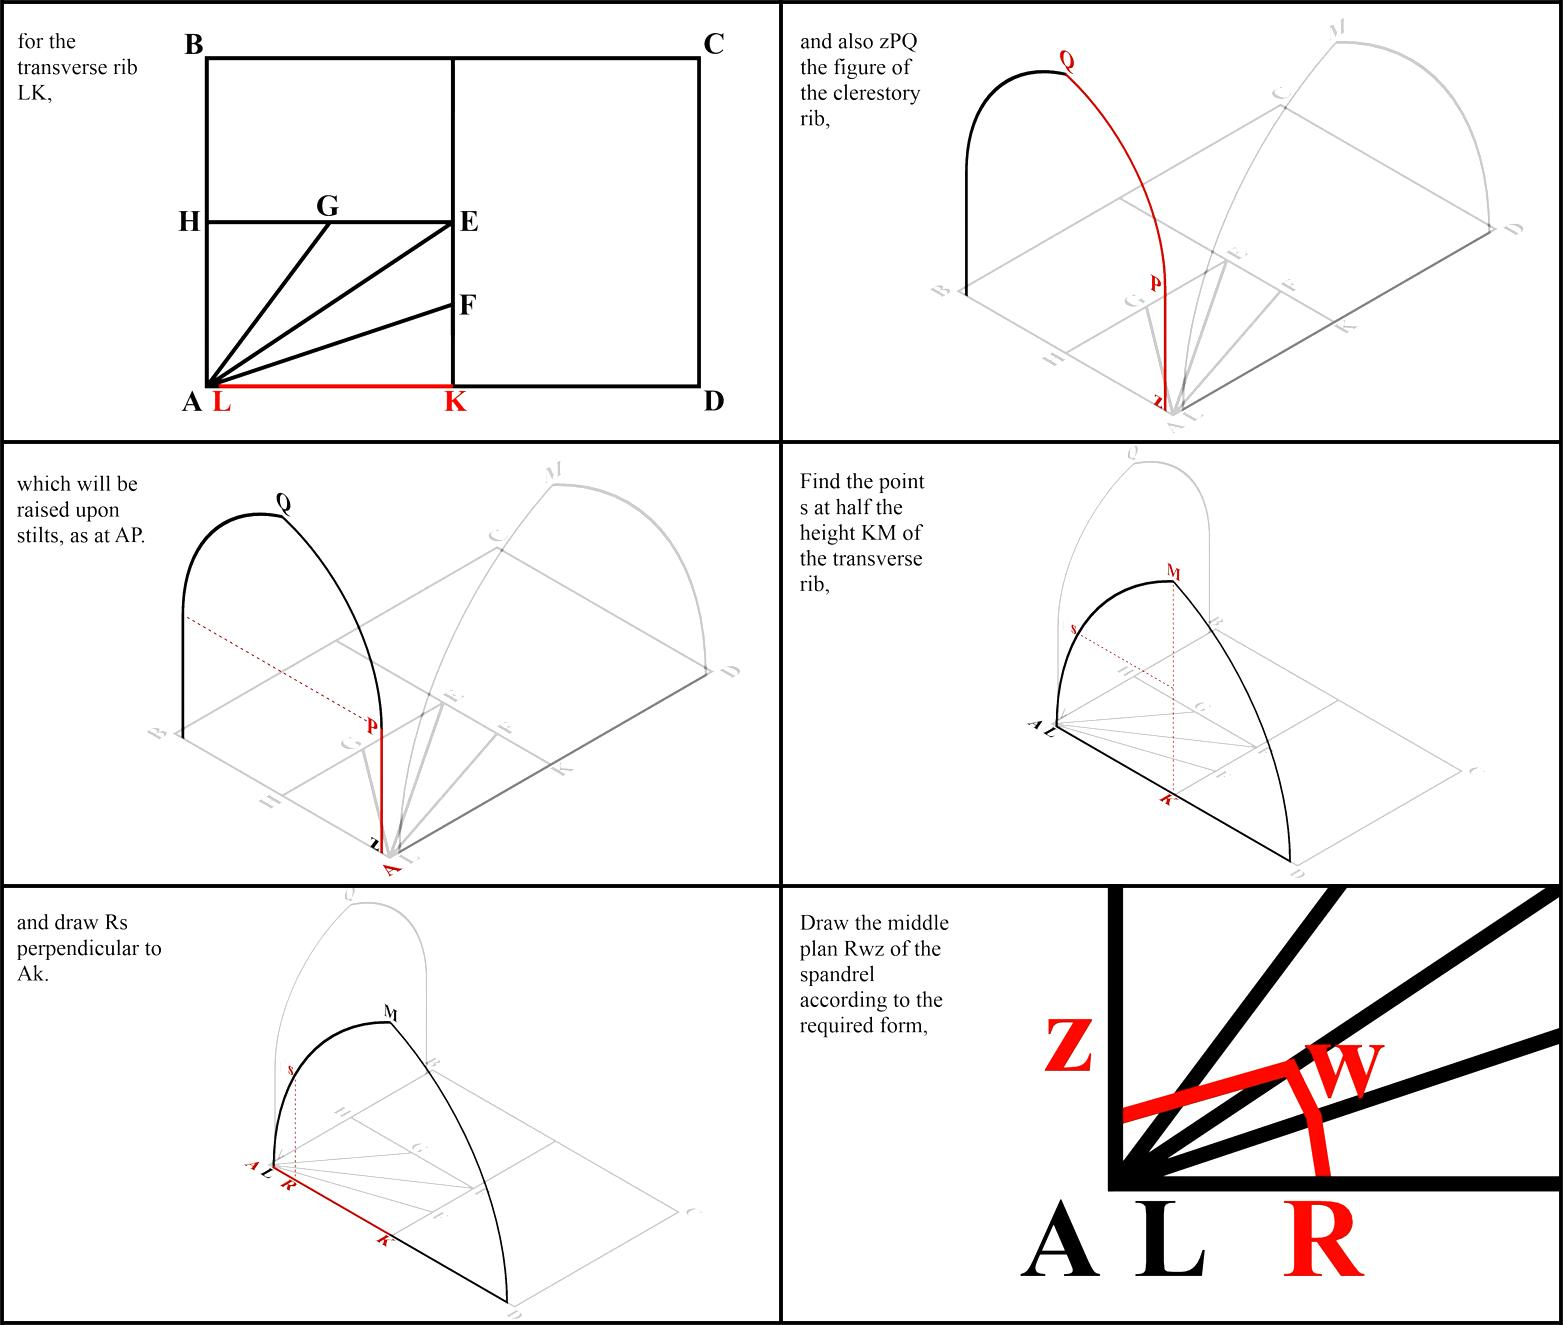 for the
transverse rib
LK,
B
C
H
G
E
F
A
L
K
D
and also zPQ
the figure of
the clerestory
rib,
Q
M
C
D
P
B
E
F
G
K
H
z
A
L
which will be
raised upon
stilts, as at AP.
Q
M
C
D
P
B
E
F
G
K
H
z
A
L
Find the point
s at half the
height KM of
the transverse
rib,
Q
M
B
s
H
G
E
A L
F
K
C
D
and draw Rs
perpendicular to
Ak.
Q
M
B
s
H
G
E
A L
R
F
K
C
D
Draw the middle
plan Rwz of the
spandrel
according to the
required form,
z
w
A L R